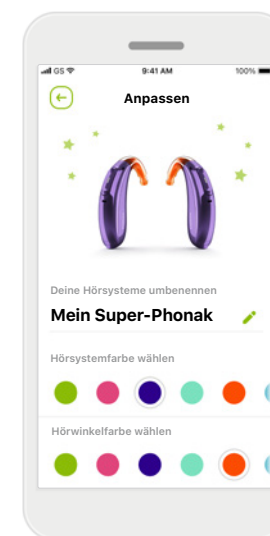 GS 9:41 AM 100%
Anpassen
Deine Hörsysteme umbenennen
Mein Super-Phonak
Hörsystemfarbe wählen
Hörwinkelfarbe wählen